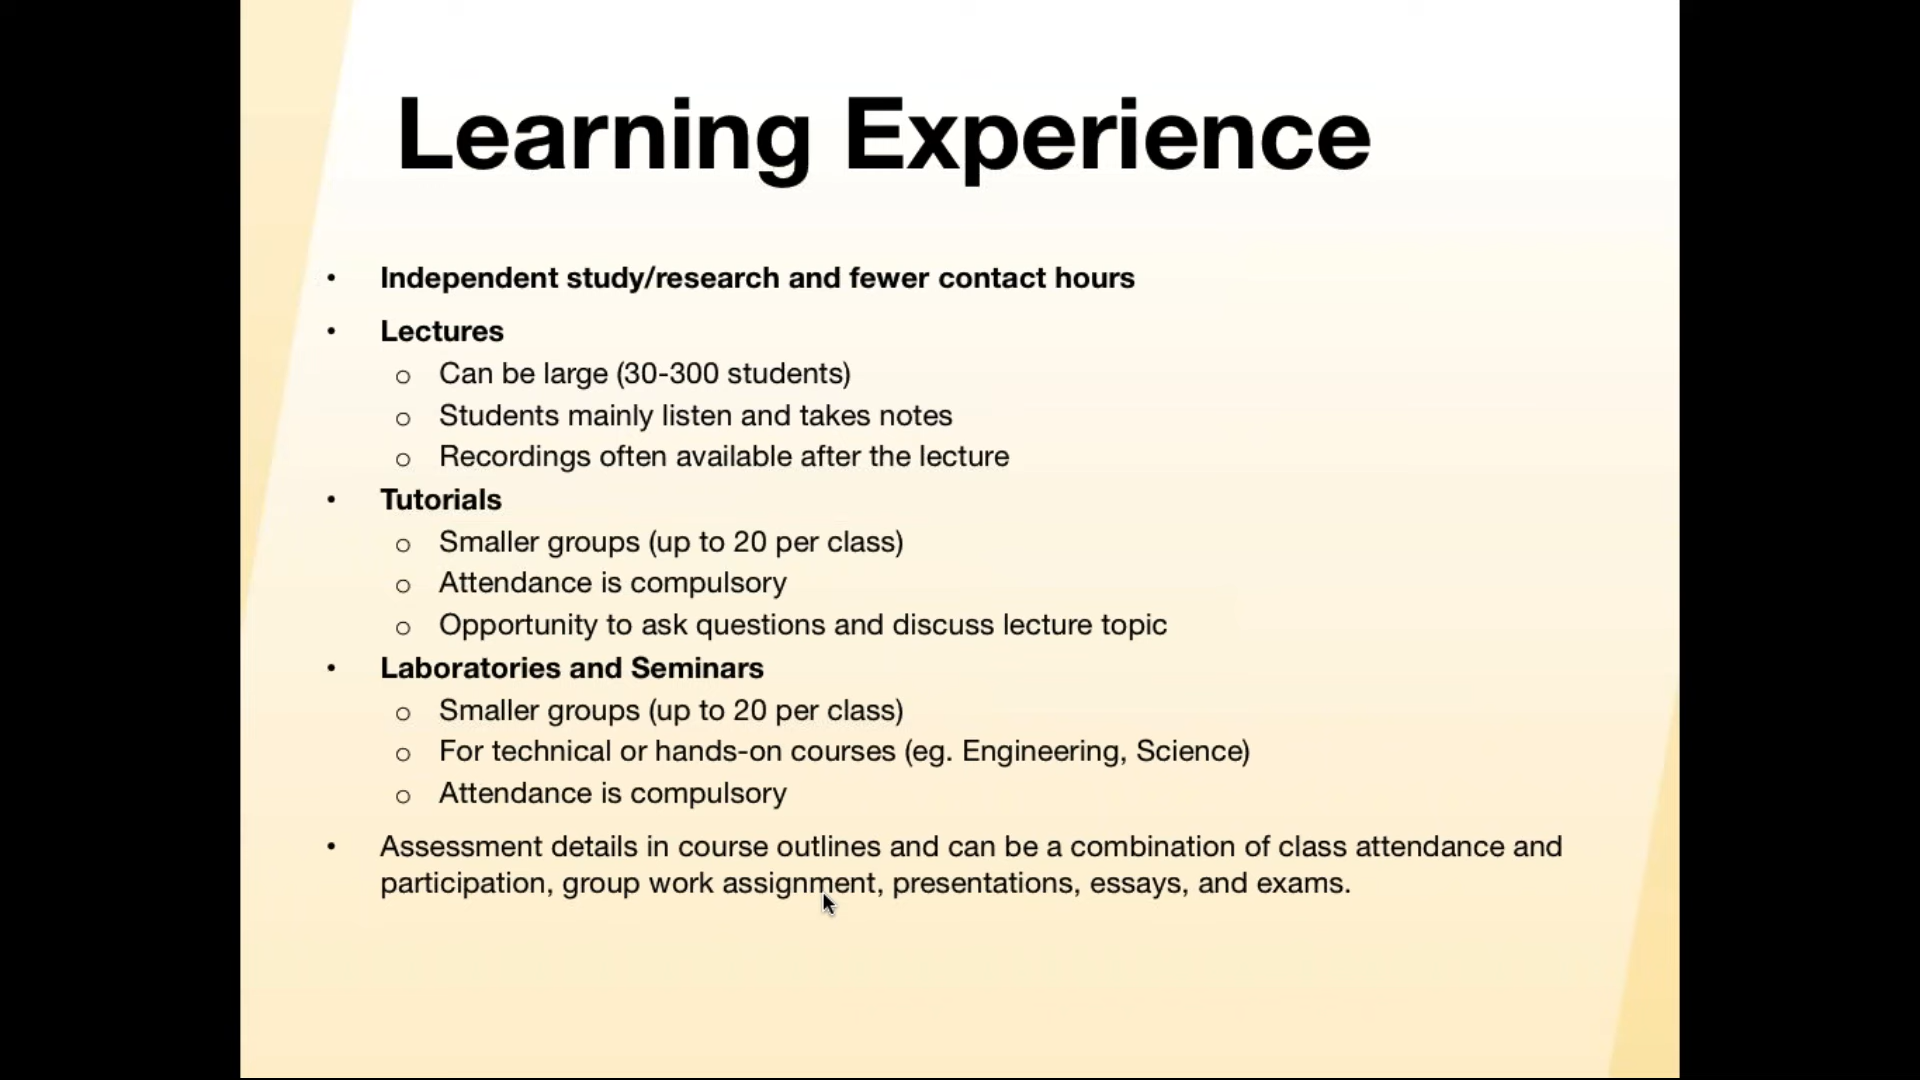 Learning Experience
• Independent study/research and fewer contact hours
• Lectures
o Can be large (30-300 students)
o Students mainly listen and takes notes
o Recordings often available after the lecture
• Tutorials
o Smaller groups (up to 20 per class)
o Attendance is compulsory
o Opportunity to ask questions and discuss lecture topic
• Laboratories and Seminars
o Smaller groups (up to 20 per class)
o For technical or hands-on courses (eg. Engineering, Science)
o Attendance is compulsory
• Assessment details in course outlines and can be a combination of class attendance and
participation, group work assignment, presentations, essays, and exams.